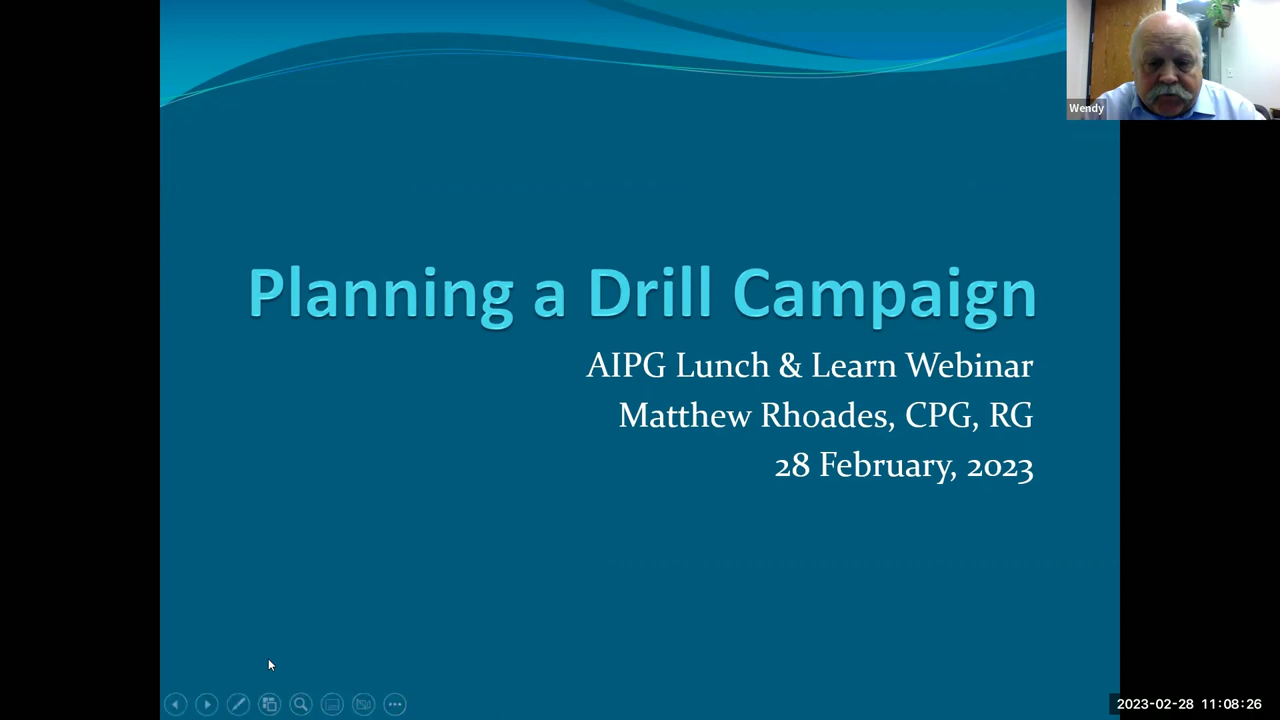 Wendy
Planning a Drill Campaign
AIPG Lunch & Learn Webinar
Matthew Rhoades, CPG, RG
28 February, 2023
2023-02-28 11:08:26